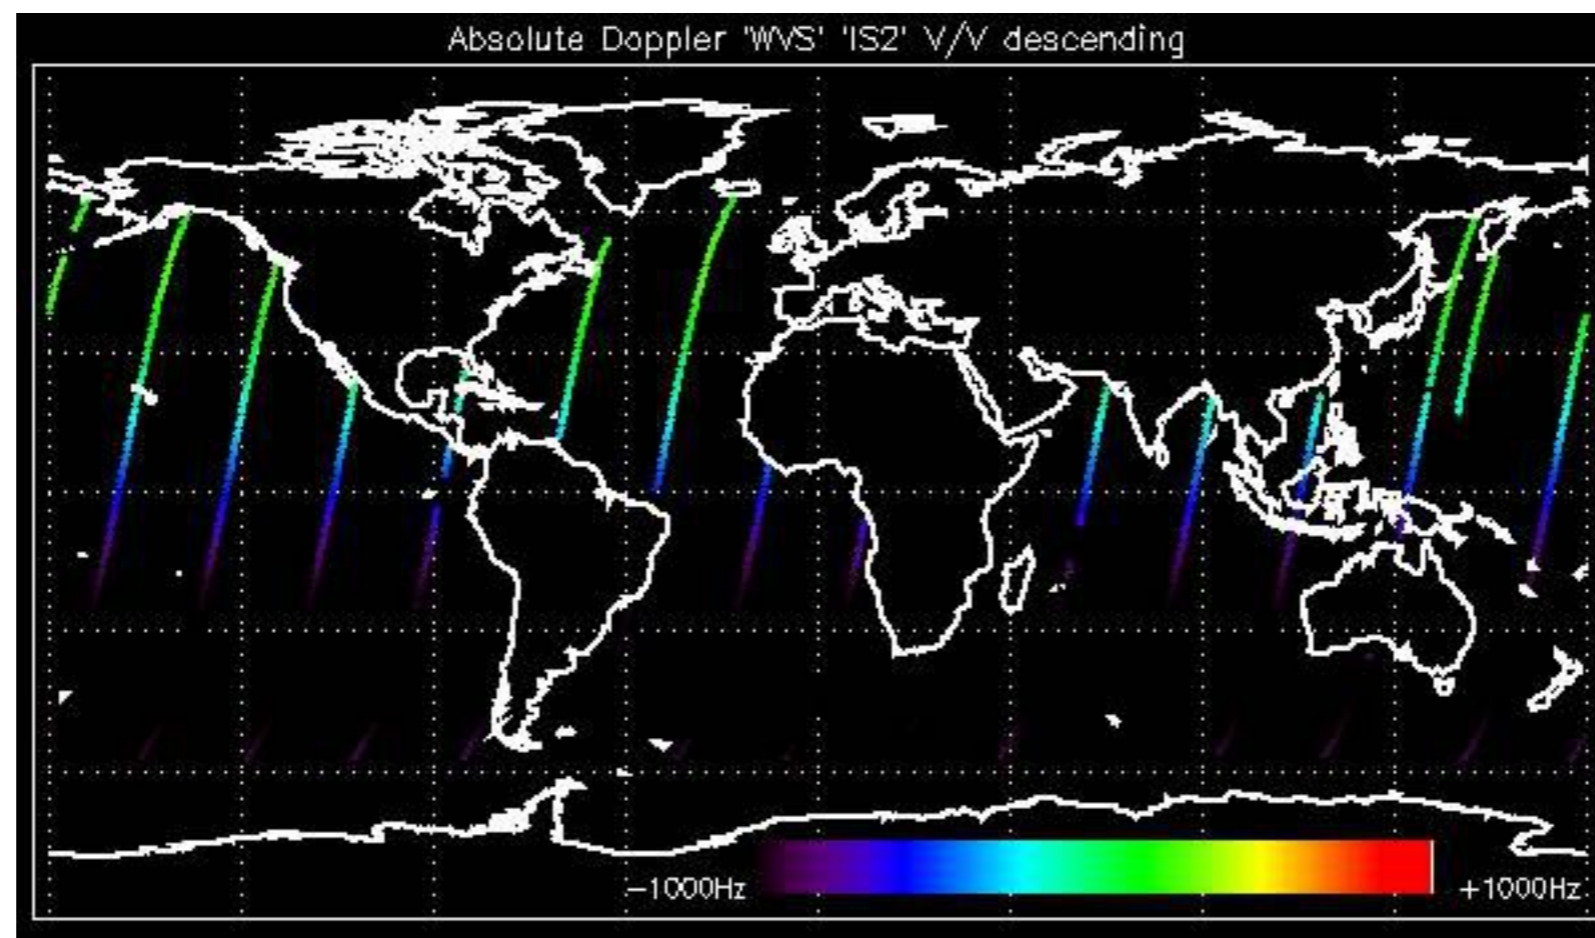 Absolute Doppler 'WVS' 'IS2' V/V descending
−1000Hz +1000Hz